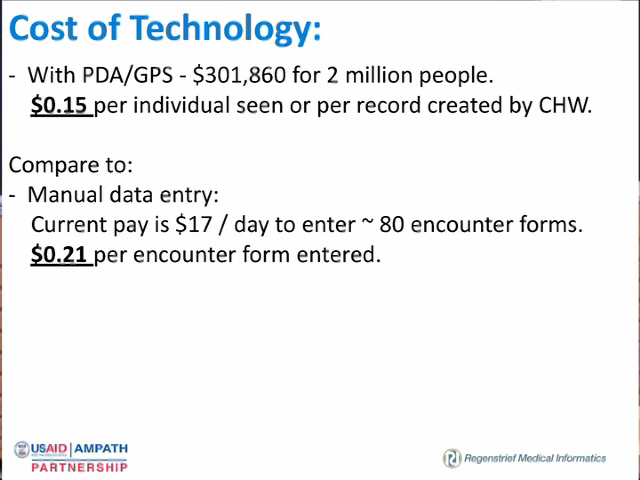 Cost of Technology:
- With PDA/GPS - $301,860 for 2 million people.
$0.15 per individual seen or per record created by CHW.
Compare to:
- Manual data entry:
Current pay is $17 / day to enter ~ 80 encounter forms.
$0.21 per encounter form entered.
USAID | AMPATH
PARTNERSHIP
Regenstrief Medical Informatics